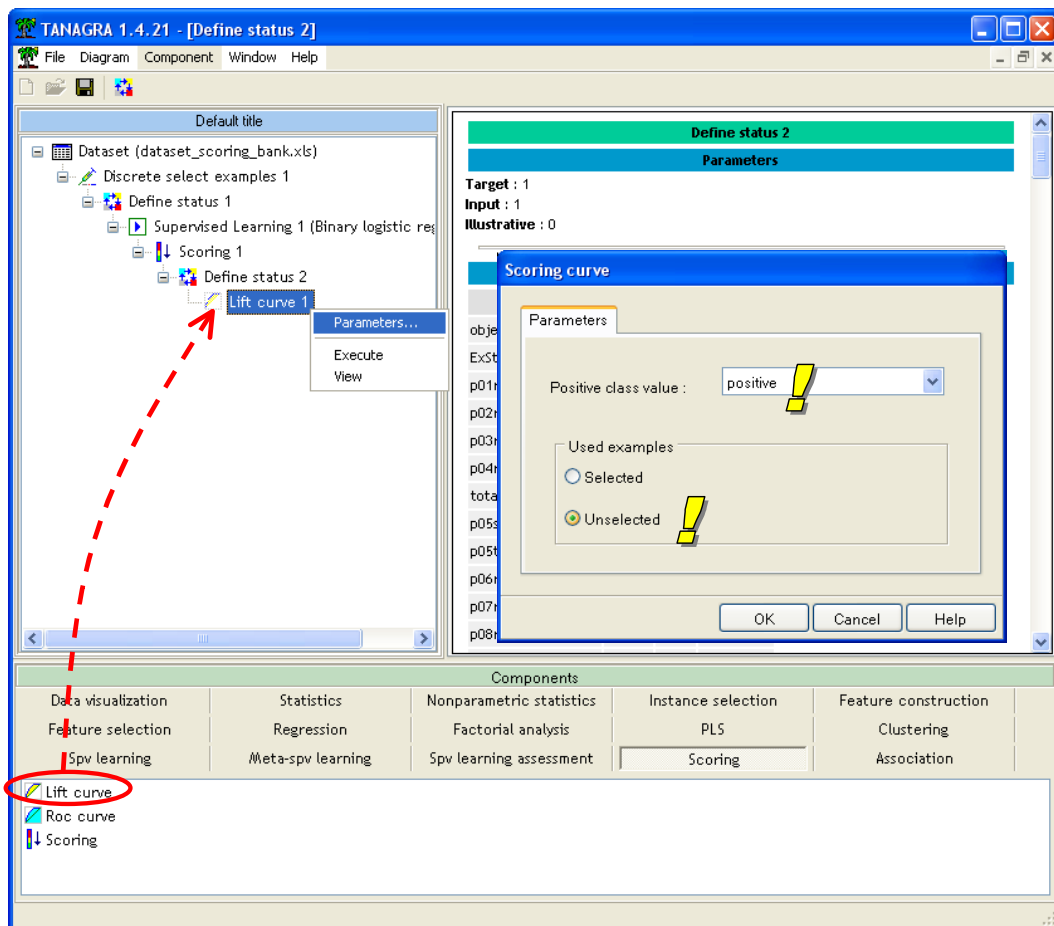 TANAGRA 1.4.21 - [Define status 2]
File Diagram Component Window Help
Default title
Dataset (dataset_scoring_bank.xls)
Discrete select examples 1
Define status 1
Supervised Learning 1 (Binary logistic reg
Scoring 1
Define status 2
Lift curve 1
Parameters...
Execute
View
Define status 2
Parameters
Target : 1
Input : 1
Illustrative : 0
obje
ExSt
p01r
p02r
p03r
p04r
tota
p05s
p05t
p06r
p07r
p08r
Scoring curve
Parameters
Positive class value : positive
Used examples
Selected
Unselected
OK Cancel Help
Components
Data visualization Statistics Nonparametric statistics Instance selection Feature construction
Feature selection Regression Factorial analysis PLS Clustering
Spv learning Meta-spv learning Spv learning assessment Scoring Association
Lift curve
Roc curve
Scoring